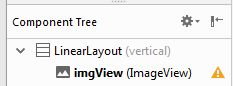 Component Tree
LinearLayout (vertical)
imgView (ImageView)